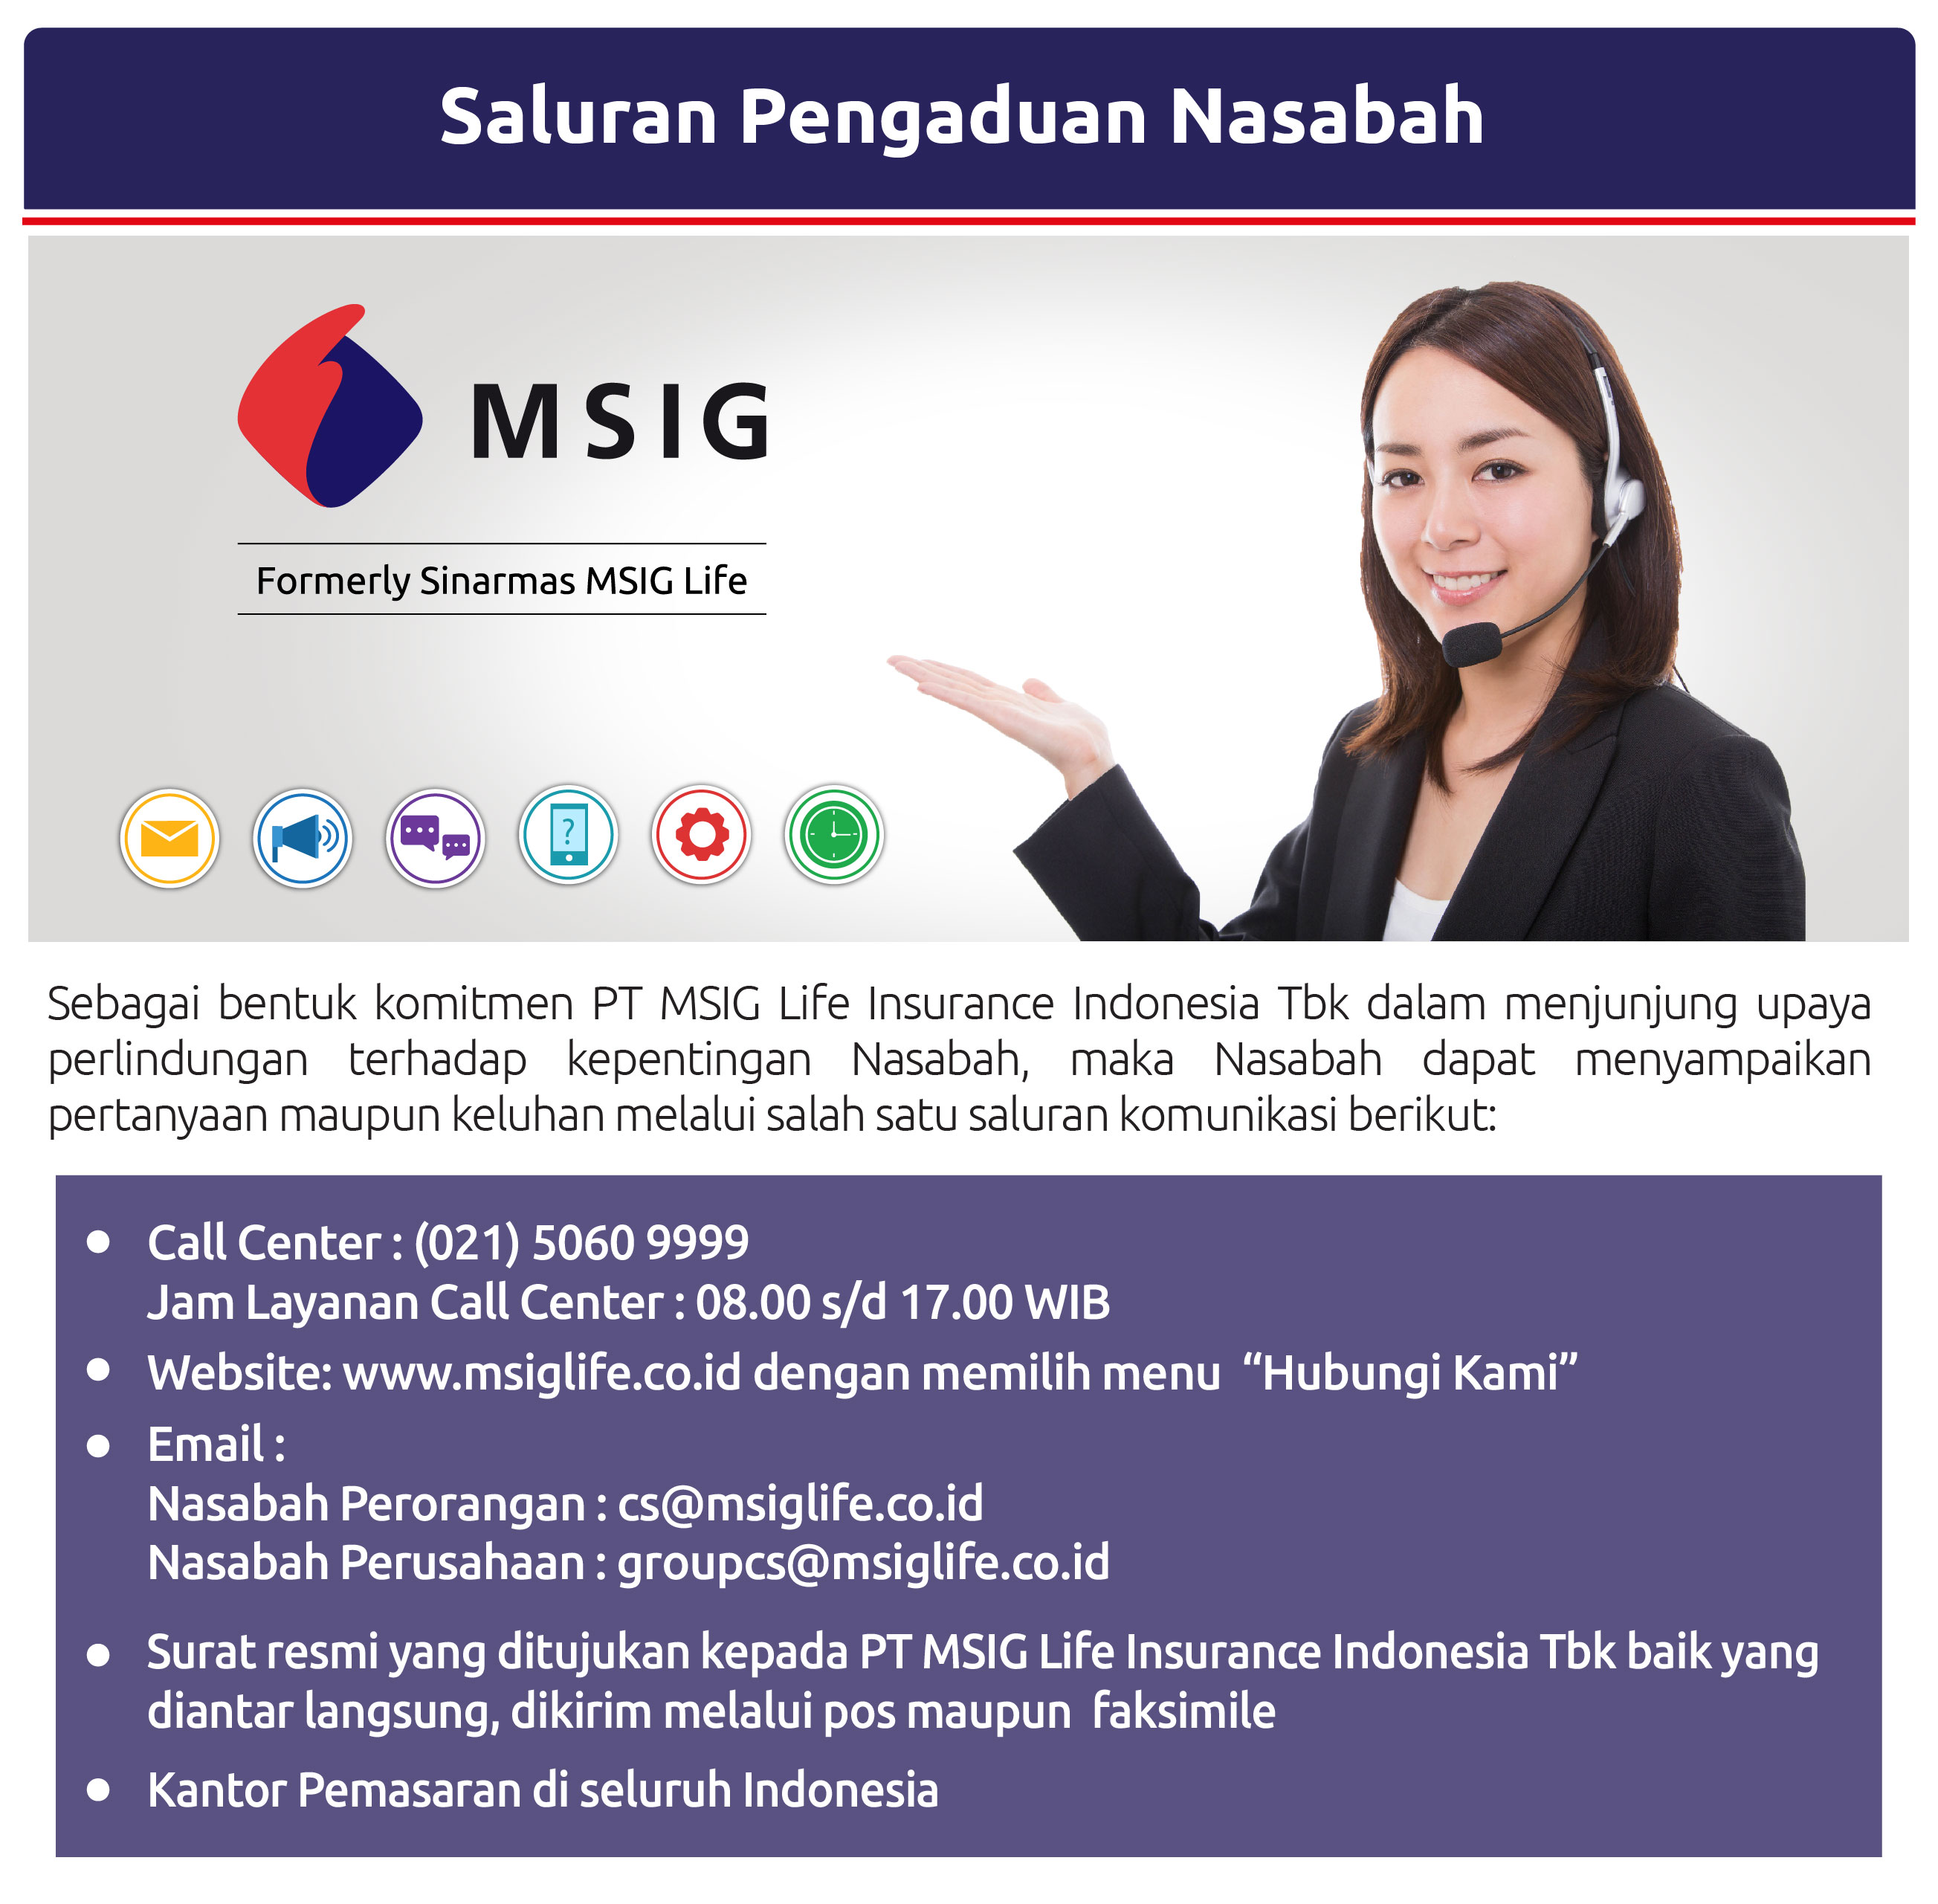 Saluran Pengaduan Nasabah
MSIG
Formerly Sinarmas MSIG Life
?
Sebagai bentuk komitmen PT MSIG Life Insurance Indonesia Tbk dalam menjunjung upaya
perlindungan terhadap kepentingan Nasabah, maka Nasabah dapat menyampaikan
pertanyaan maupun keluhan melalui salah satu saluran komunikasi berikut:
● Call Center : (021) 5060 9999
Jam Layanan Call Center : 08.00 s/d 17.00 WIB
● Website: www.msiglife.co.id dengan memilih menu “Hubungi Kami”
● Email :
Nasabah Perorangan : cs@msiglife.co.id
Nasabah Perusahaan : groupcs@msiglife.co.id
● Surat resmi yang ditujukan kepada PT MSIG Life Insurance Indonesia Tbk baik yang
diantar langsung, dikirim melalui pos maupun faksimile
● Kantor Pemasaran di seluruh Indonesia